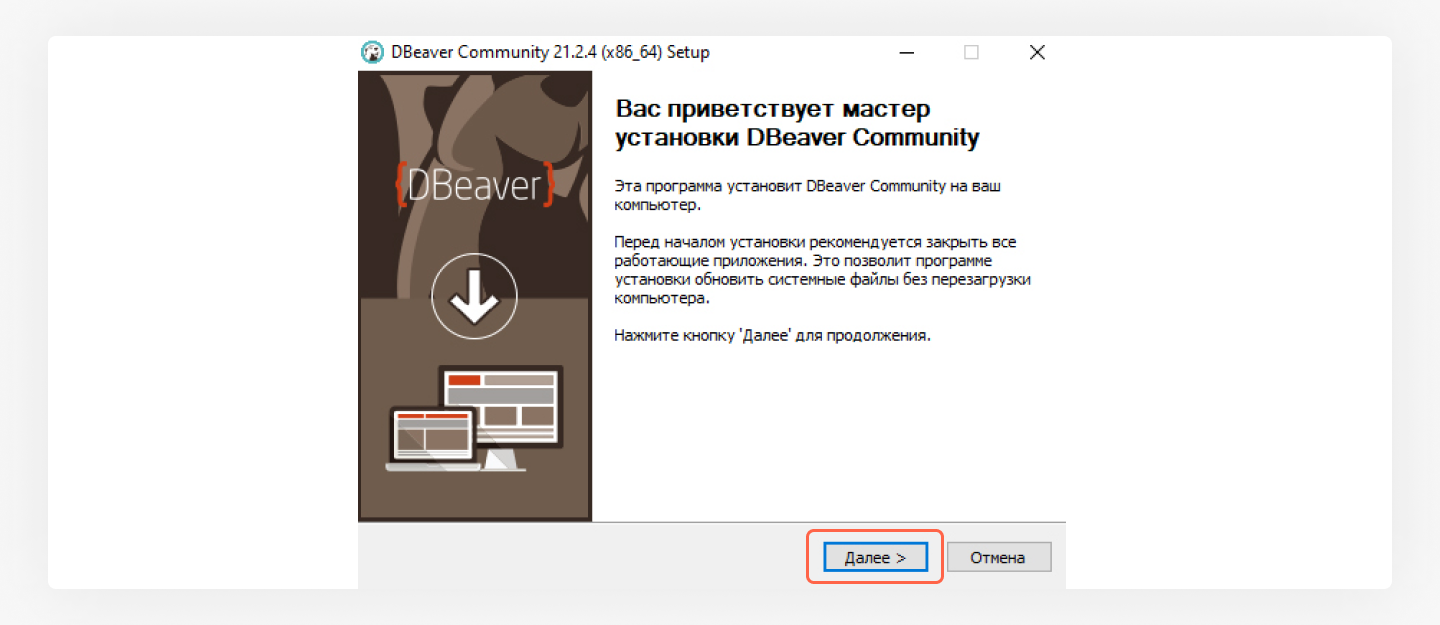 DBeaver Community 21.2.4 (x86_64) Setup
{DBeaver}
Вас приветствует мастер
установки DBeaver Community
Эта программа установит DBeaver Community на ваш
компьютер.
Перед началом установки рекомендуется закрыть все
работающие приложения. Это позволит программе
установки обновить системные файлы без перезагрузки
компьютера.
Нажмите кнопку 'Далее' для продолжения.
Далее >
Отмена